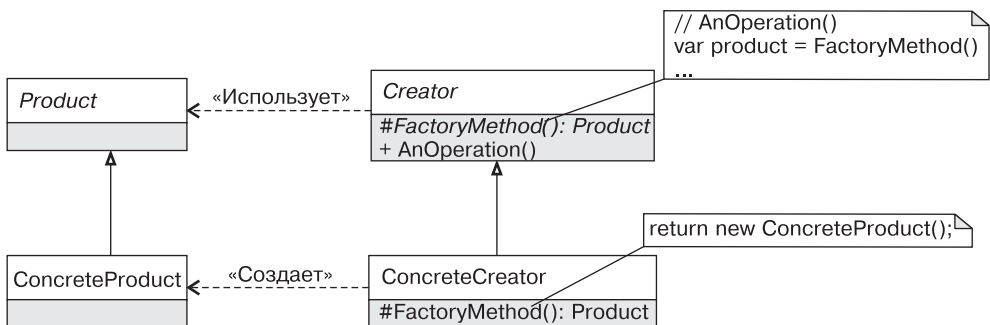 // AnOperation()
var product = FactoryMethod()
...
Product
«Использует»
Creator
#FactoryMethod(): Product
+ AnOperation()
return new ConcreteProduct();
ConcreteProduct
«Создает»
ConcreteCreator
#FactoryMethod(): Product